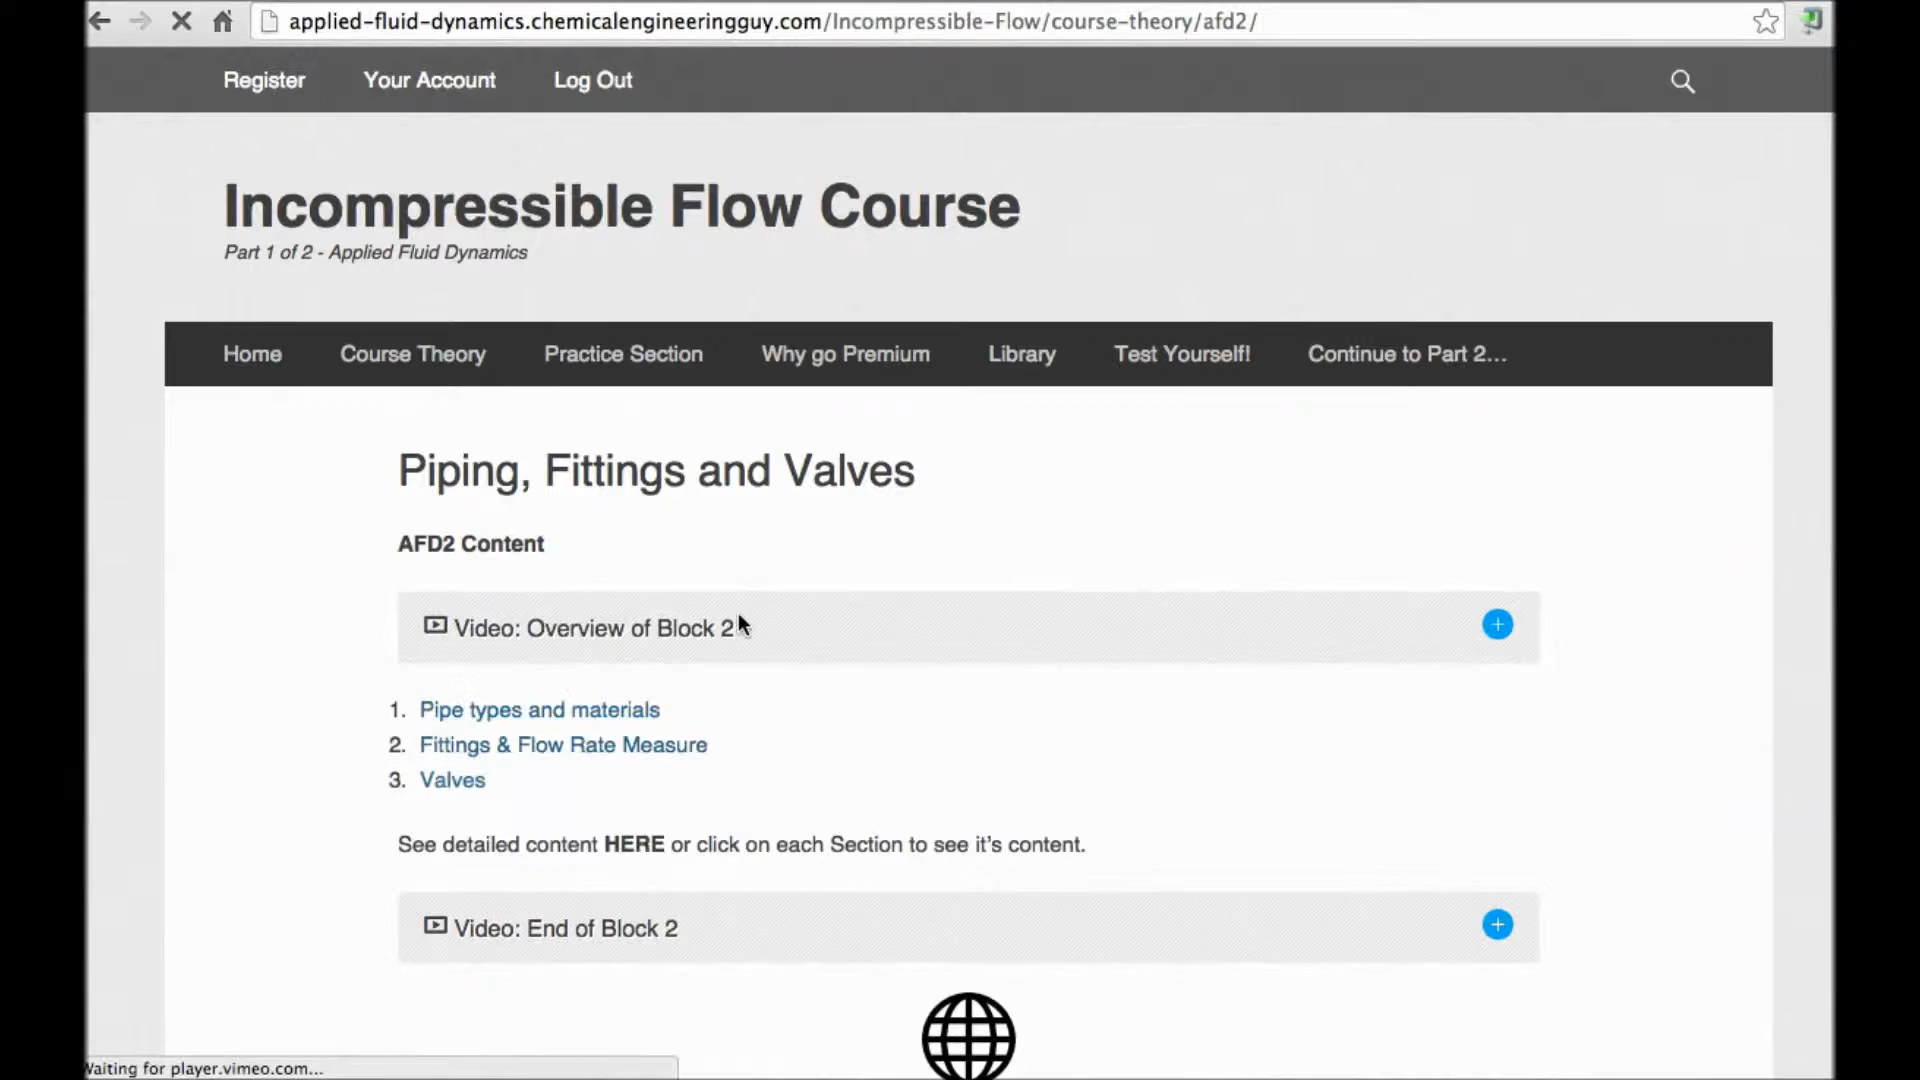 applied-fluid-dynamics.chemicalengineeringguy.com/Incompressible-Flow/course-theory/afd2/
Register Your Account Log Out
Incompressible Flow Course
Part 1 of 2 - Applied Fluid Dynamics
Home Course Theory Practice Section Why go Premium Library Test Yourself! Continue to Part 2...
Piping, Fittings and Valves
AFD2 Content
Video: Overview of Block 2
1. Pipe types and materials
2. Fittings & Flow Rate Measure
3. Valves
See detailed content HERE or click on each Section to see it's content.
Video: End of Block 2
Waiting for player.vimeo.com...